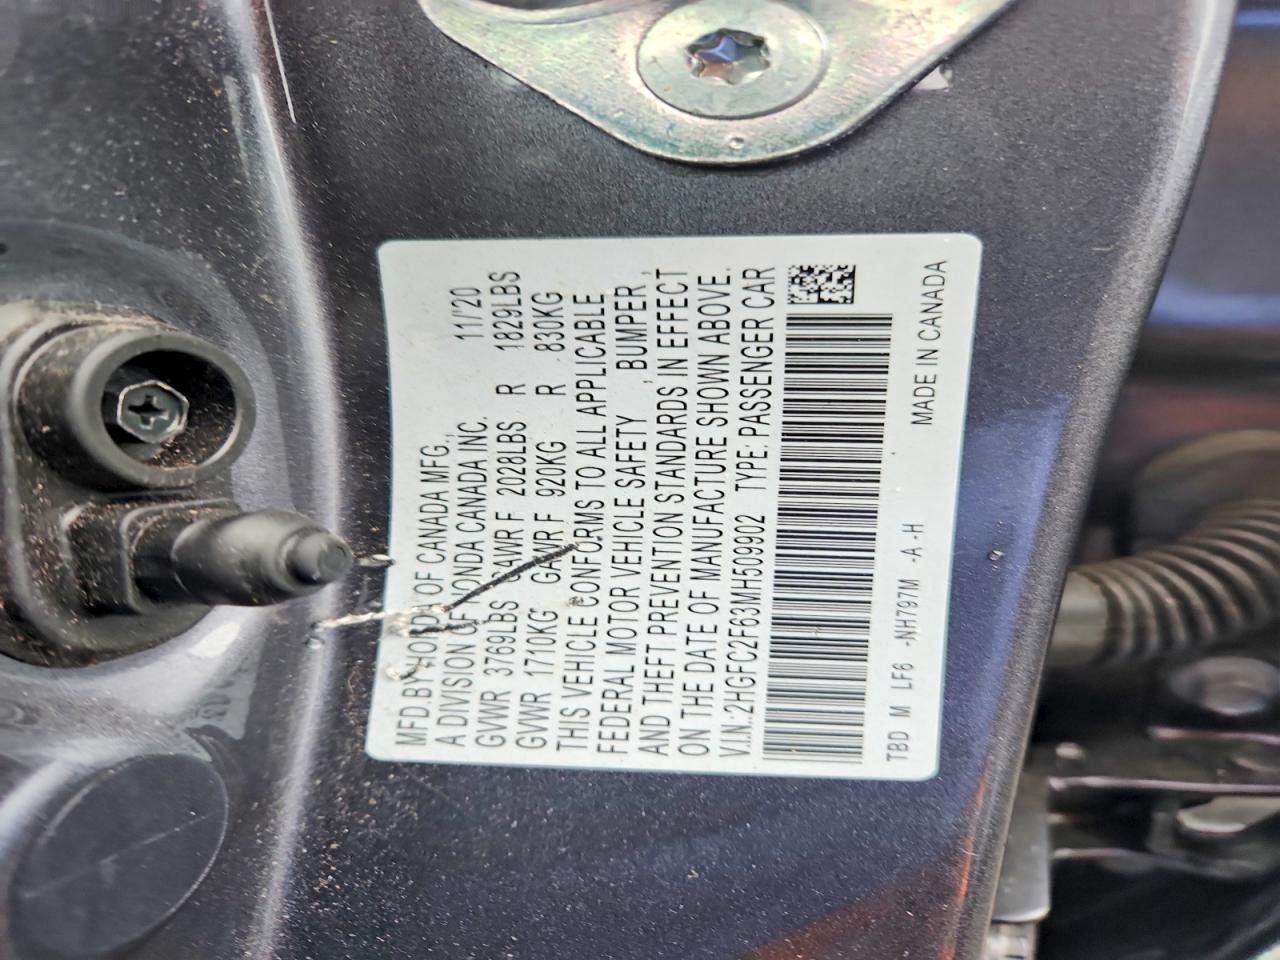 MFD.BY HONDA OF CANADA MFG.,
A DIVISION OF HONDA CANADA INC. 11/'20
GVWR 3769LBS GAWR F 2028LBS R 1829LBS
GVWR 1710KG GAWR F 920KG R 830KG
THIS VEHICLE CONFORMS TO ALL APPLICABLE
FEDERAL MOTOR VEHICLE SAFETY , BUMPER ,
AND THEFT PREVENTION STANDARDS IN EFFECT
ON THE DATE OF MANUFACTURE SHOWN ABOVE.
V.I.N.:2HGFC2F63MH509902 TYPE: PASSENGER CAR
TBD M LF6 -NH797M -A -H MADE IN CANADA